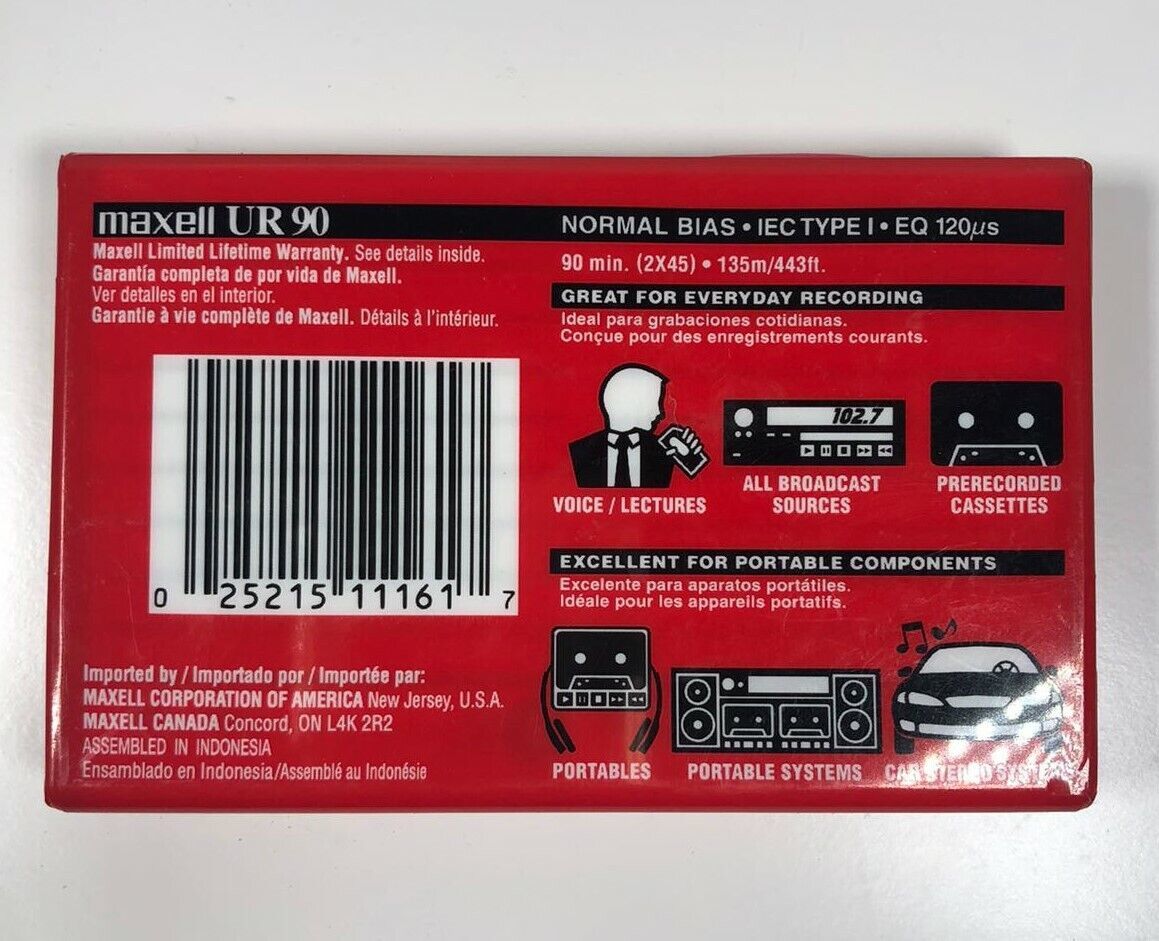 maxell UR 90
Maxell Limited Lifetime Warranty. See details inside.
Garantía completa de por vida de Maxell.
Ver detalles en el interior.
Garantie à vie complète de Maxell. Détails à l'intérieur.
0 25215 11161 7
Imported by / Importado por / Importée par:
MAXELL CORPORATION OF AMERICA New Jersey, U.S.A.
MAXELL CANADA Concord, ON L4K 2R2
ASSEMBLED IN INDONESIA
Ensamblado en Indonesia/Assemblé au Indonésie
NORMAL BIAS • IEC TYPE I • EQ 120µs
90 min. (2X45) • 135m/443ft.
GREAT FOR EVERYDAY RECORDING
Ideal para grabaciones cotidianas.
Conçue pour des enregistrements courants.
102.7
VOICE / LECTURES
ALL BROADCAST
SOURCES
PRERECORDED
CASSETTES
EXCELLENT FOR PORTABLE COMPONENTS
Excelente para aparatos portátiles.
Idéale pour les appareils portatifs.
PORTABLES
PORTABLE SYSTEMS
CAR STEREO SYSTEMS